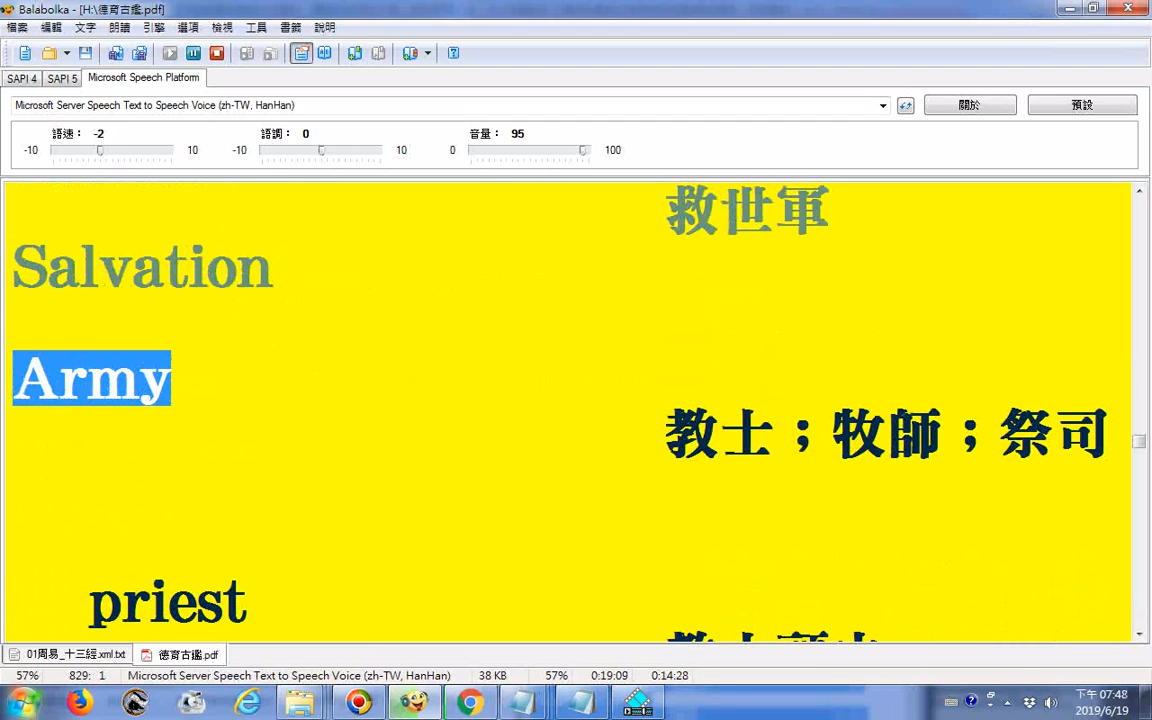 Balabolka - [H:\德育古鑑.pdf]
檔案 編輯 文字 朗讀 引擎 選項 檢視 工具 書籤 說明
SAPI 4 SAPI 5 Microsoft Speech Platform
Microsoft Server Speech Text to Speech Voice (zh-TW, HanHan) 關於 預設
語速： -2 語調： 0 音量： 95
-10 10 -10 10 0 100
救世軍
Salvation
Army
教士；牧師；祭司
priest
01周易_十三經.xml.txt 德育古鑑.pdf
57% 829: 1 Microsoft Server Speech Text to Speech Voice (zh-TW, HanHan) 38 KB 57% 0:19:09 0:14:28
下午 07:48
2019/6/19